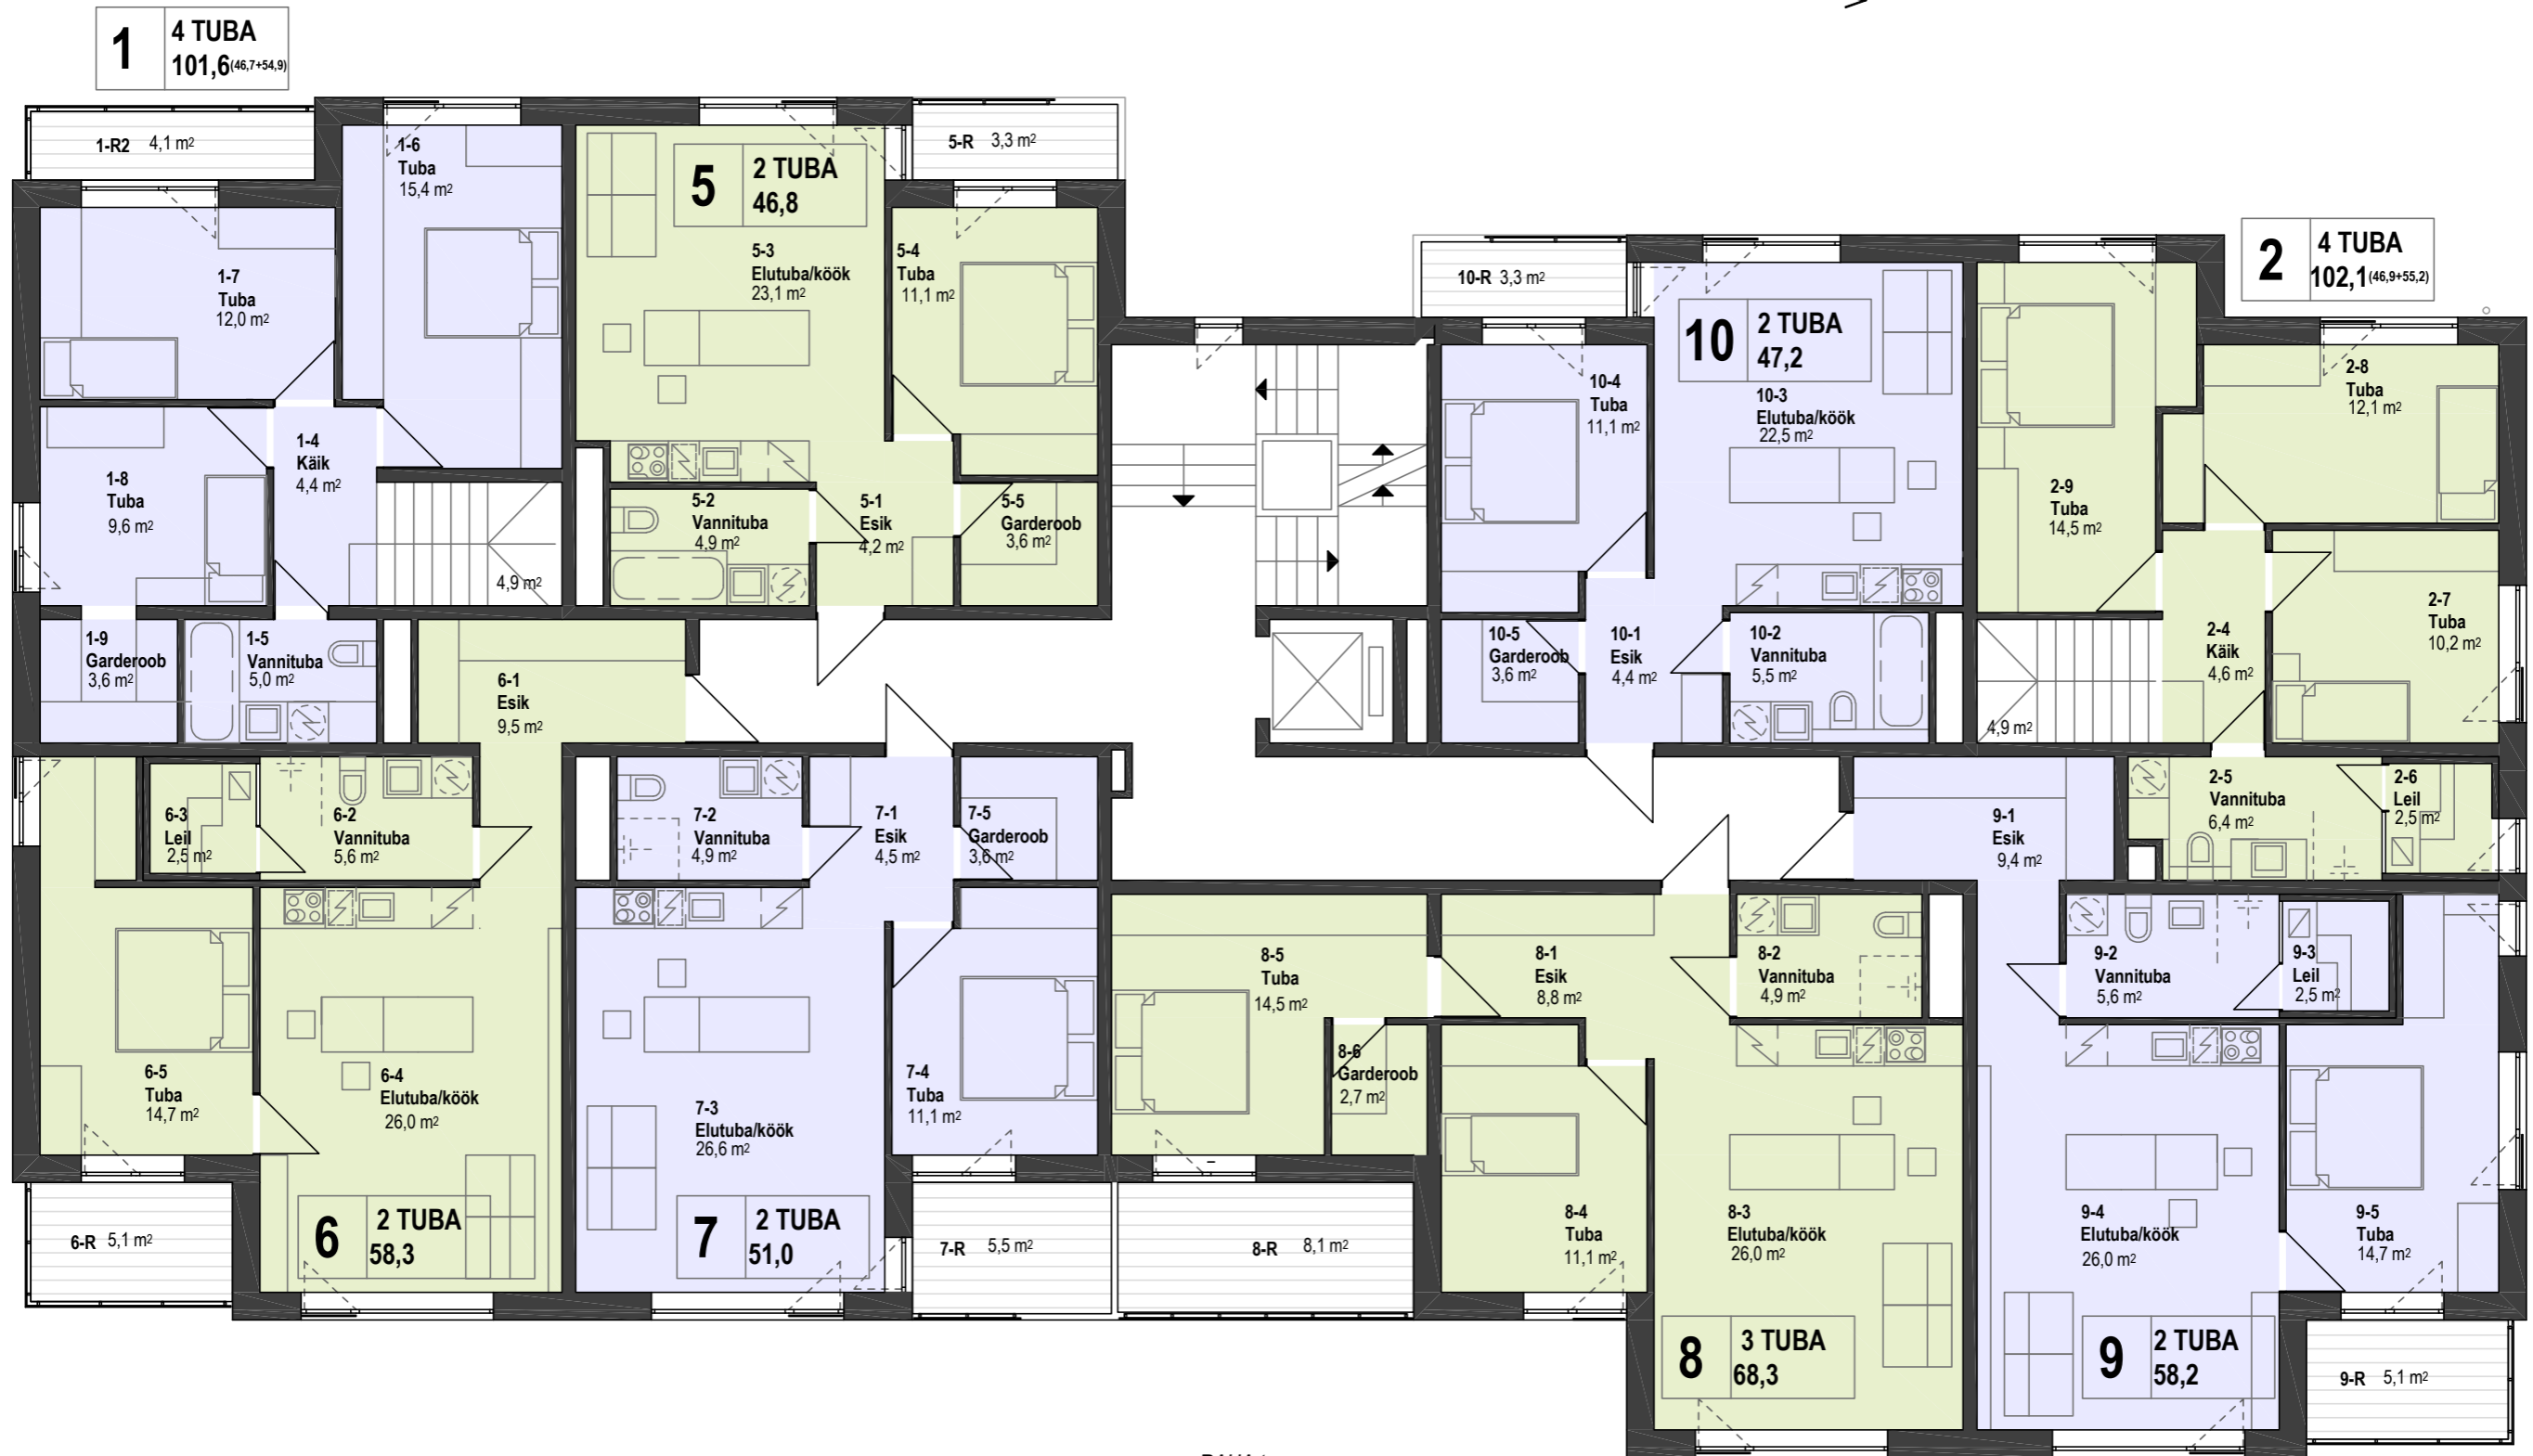 1
4 TUBA
101,6(46,7+54,9)
1-R2 4,1 m2
1-6
Tuba
15,4 m2
5
2 TUBA
46,8
5-R 3,3 m2
1-7
Tuba
12,0 m2
5-3
Elutuba/köök
23,1 m2
5-4
Tuba
11,1 m2
10-R 3,3 m2
10
2 TUBA
47,2
2
4 TUBA
102,1(46,9+55,2)
10-4
Tuba
11,1 m2
10-3
Elutuba/köök
22,5 m2
2-8
Tuba
12,1 m2
1-8
Tuba
9,6 m2
1-4
Käik
4,4 m2
4,9 m2
5-2
Vannituba
4,9 m2
5-1
Esik
4,2 m2
5-5
Garderoob
3,6 m2
2-9
Tuba
14,5 m2
2-7
Tuba
10,2 m2
1-9
Garderoob
3,6 m2
1-5
Vannituba
5,0 m2
6-1
Esik
9,5 m2
10-5
Garderoob
3,6 m2
10-1
Esik
4,4 m2
10-2
Vannituba
5,5 m2
2-4
Käik
4,6 m2
4,9 m2
6-3
Leil
2,5 m2
6-2
Vannituba
5,6 m2
7-2
Vannituba
4,9 m2
7-1
Esik
4,5 m2
7-5
Garderoob
3,6 m2
9-1
Esik
9,4 m2
2-5
Vannituba
6,4 m2
2-6
Leil
2,5 m2
8-5
Tuba
14,5 m2
8-1
Esik
8,8 m2
8-2
Vannituba
4,9 m2
9-2
Vannituba
5,6 m2
9-3
Leil
2,5 m2
6-5
Tuba
14,7 m2
6-4
Elutuba/köök
26,0 m2
7-3
Elutuba/köök
26,6 m2
7-4
Tuba
11,1 m2
8-6
Garderoob
2,7 m2
6-R 5,1 m2
6
2 TUBA
58,3
7
2 TUBA
51,0
7-R 5,5 m2
8-R 8,1 m2
8-4
Tuba
11,1 m2
8-3
Elutuba/köök
26,0 m2
9-4
Elutuba/köök
26,0 m2
9-5
Tuba
14,7 m2
8
3 TUBA
68,3
9
2 TUBA
58,2
9-R 5,1 m2